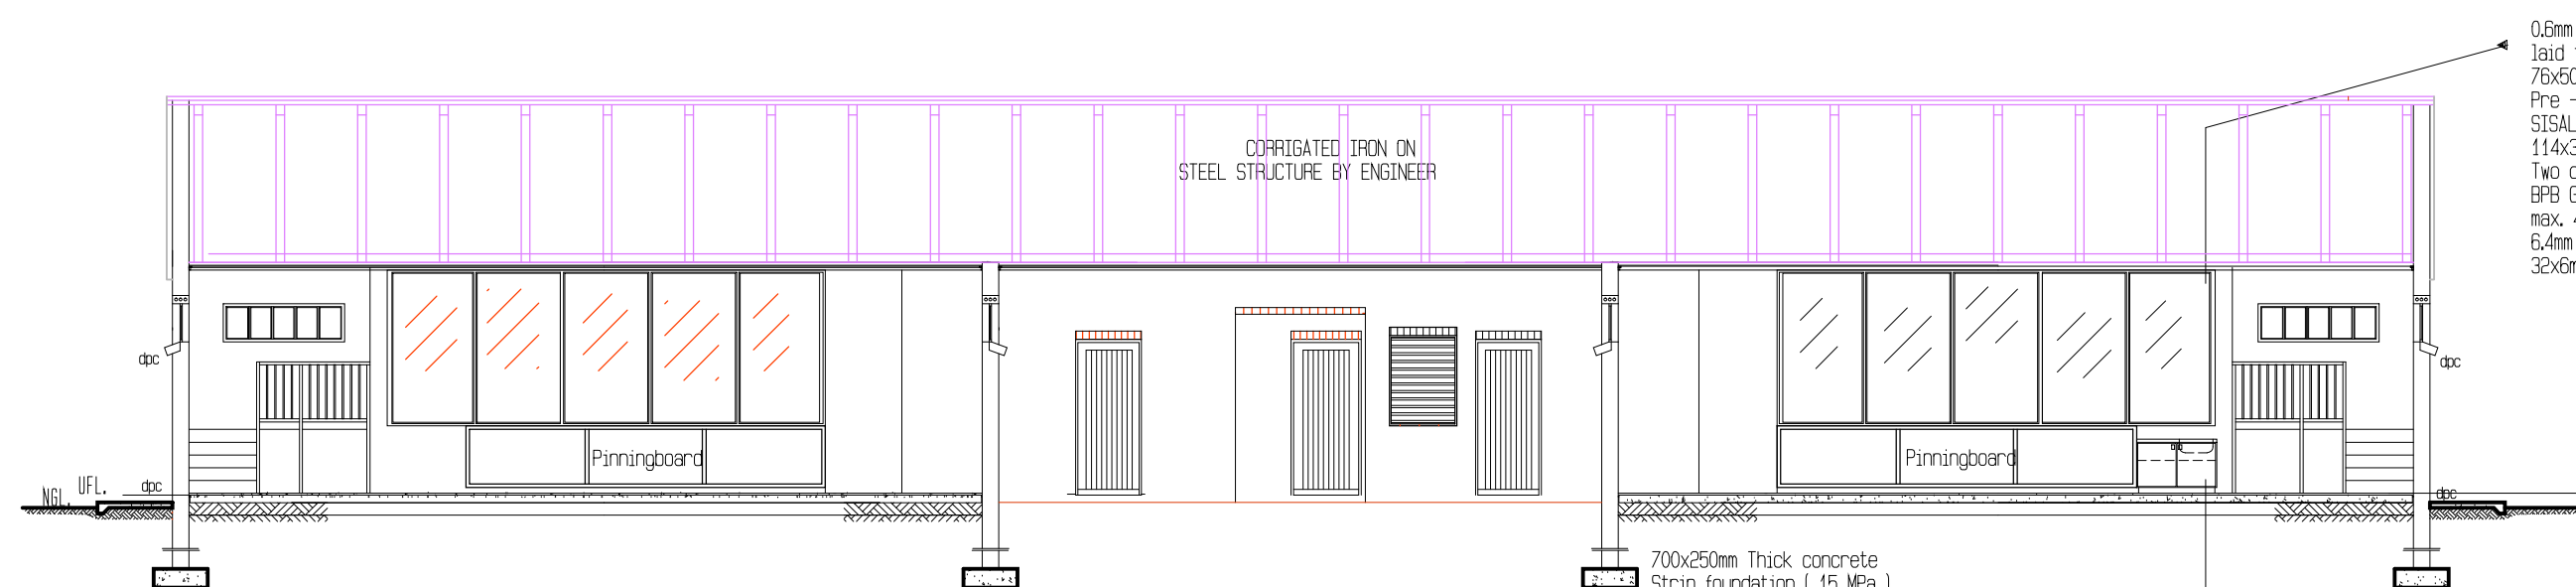 0.6mm
laid
76x50
Pre -
SISAL
114x3
Two
BPB G
max. 4
6.4mm
32x6m
CORRIGATED IRON ON
STEEL STRUCTURE BY ENGINEER
dpc
dpc
Pinningboard
Pinningboard
NGL.
UFL.
dpc
dpc
700x250mm Thick concrete
Strip foundation ( 15 MPa )